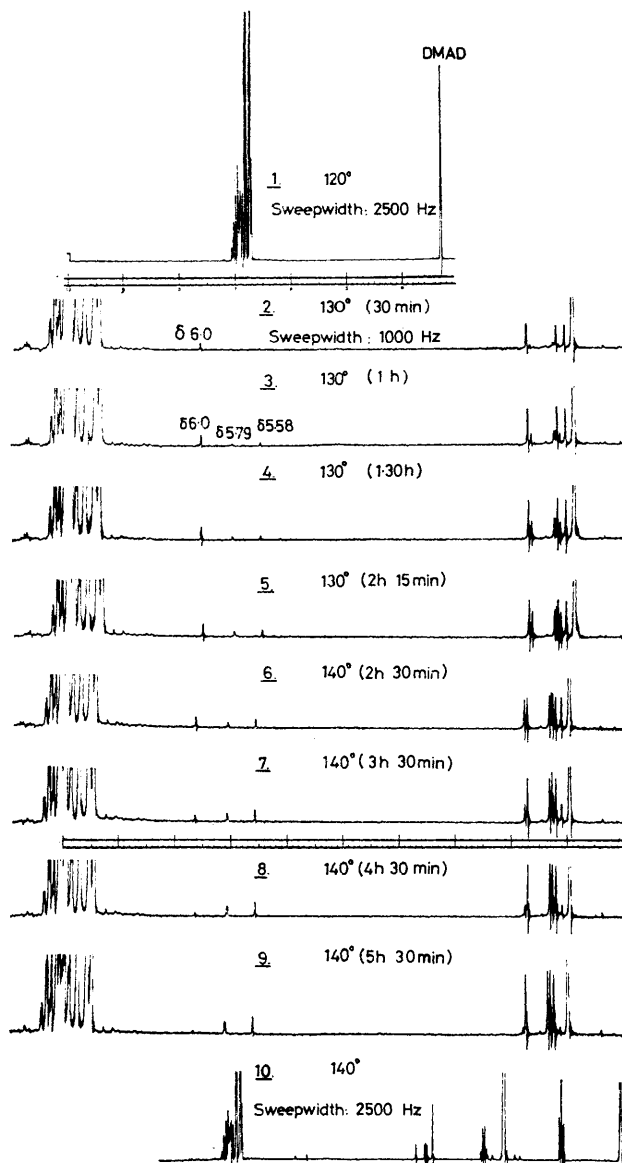 DMAD
1. 120°
Sweepwidth: 2500 Hz
2. 130° (30 min)
δ 6·0 Sweepwidth : 1000 Hz
3. 130° (1 h)
δ6·0 δ5·79 δ5·58
4. 130° (1·30h)
5. 130° (2h 15min)
6. 140° (2h 30min)
7. 140° (3h 30min)
8. 140° (4h 30min)
9. 140° (5h 30min)
10. 140°
Sweepwidth: 2500 Hz